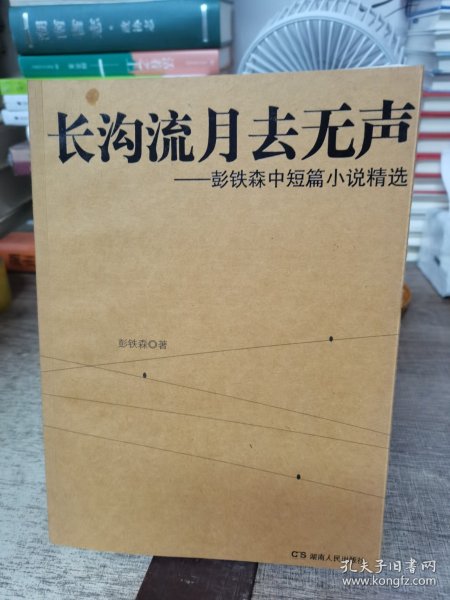 长沟流月去无声
——彭铁森中短篇小说精选
彭铁森◎著
CS 湖南人民出版社
孔夫子旧书网
www.kongfz.com